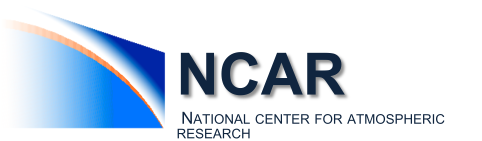 NCAR
NATIONAL CENTER FOR ATMOSPHERIC
RESEARCH